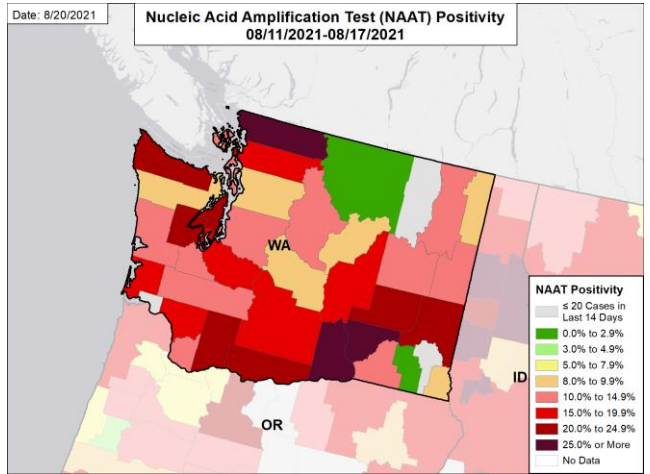 Date: 8/20/2021
Nucleic Acid Amplification Test (NAAT) Positivity
08/11/2021-08/17/2021
WA
OR
ID
NAAT Positivity
≤ 20 Cases in
Last 14 Days
0.0% to 2.9%
3.0% to 4.9%
5.0% to 7.9%
8.0% to 9.9%
10.0% to 14.9%
15.0% to 19.9%
20.0% to 24.9%
25.0% or More
No Data